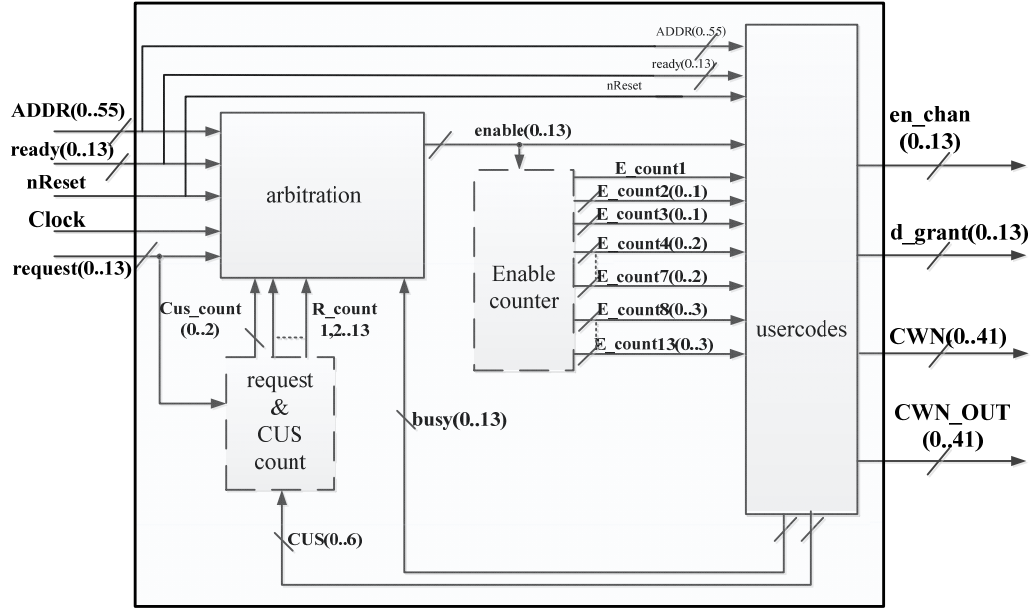 ADDR(0..55)
ready(0..13)
nReset
ADDR(0..55)
ready(0..13)
nReset
Clock
request(0..13)
arbitration
enable(0..13)
E_count1
E_count2(0..1)
E_count3(0..1)
E_count4(0..2)
E_count7(0..2)
E_count8(0..3)
E_count13(0..3)
Enable
counter
usercodes
en_chan
(0..13)
d_grant(0..13)
CWN(0..41)
CWN_OUT
(0..41)
Cus_count
(0..2)
R_count
1,2..13
request
&
CUS
count
busy(0..13)
CUS(0..6)